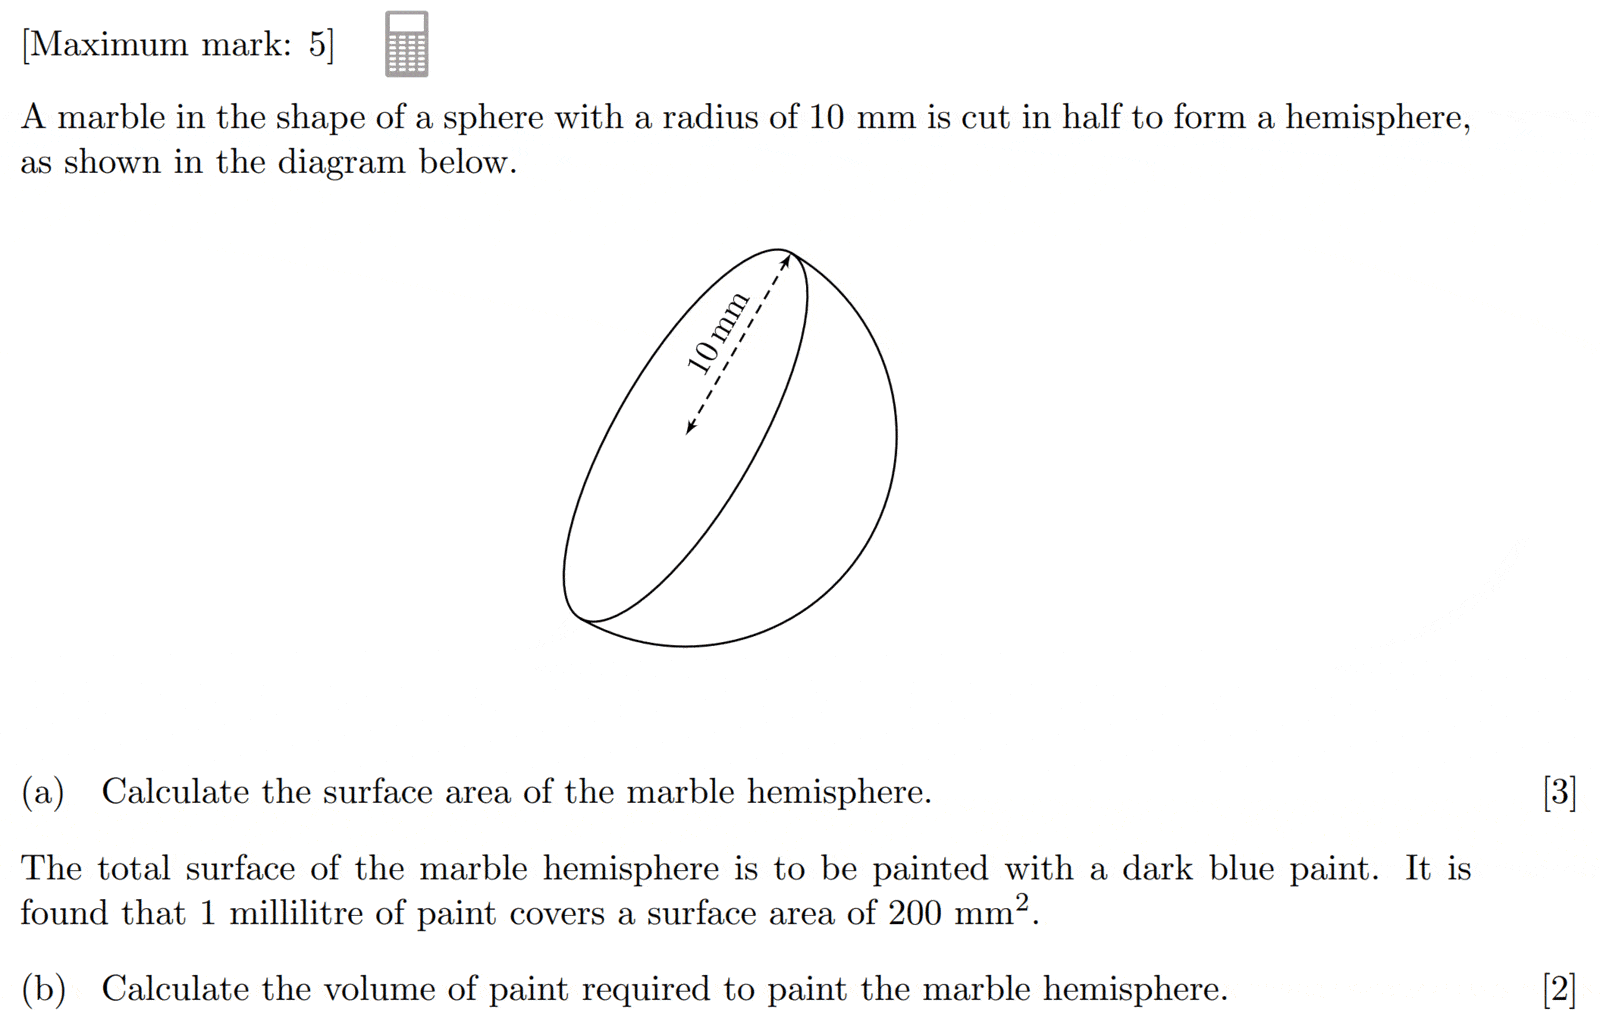 [Maximum mark: 5]
A marble in the shape of a sphere with a radius of 10 mm is cut in half to form a hemisphere,
as shown in the diagram below.
10 mm
(a) Calculate the surface area of the marble hemisphere. [3]
The total surface of the marble hemisphere is to be painted with a dark blue paint. It is
found that 1 millilitre of paint covers a surface area of 200 mm².
(b) Calculate the volume of paint required to paint the marble hemisphere. [2]